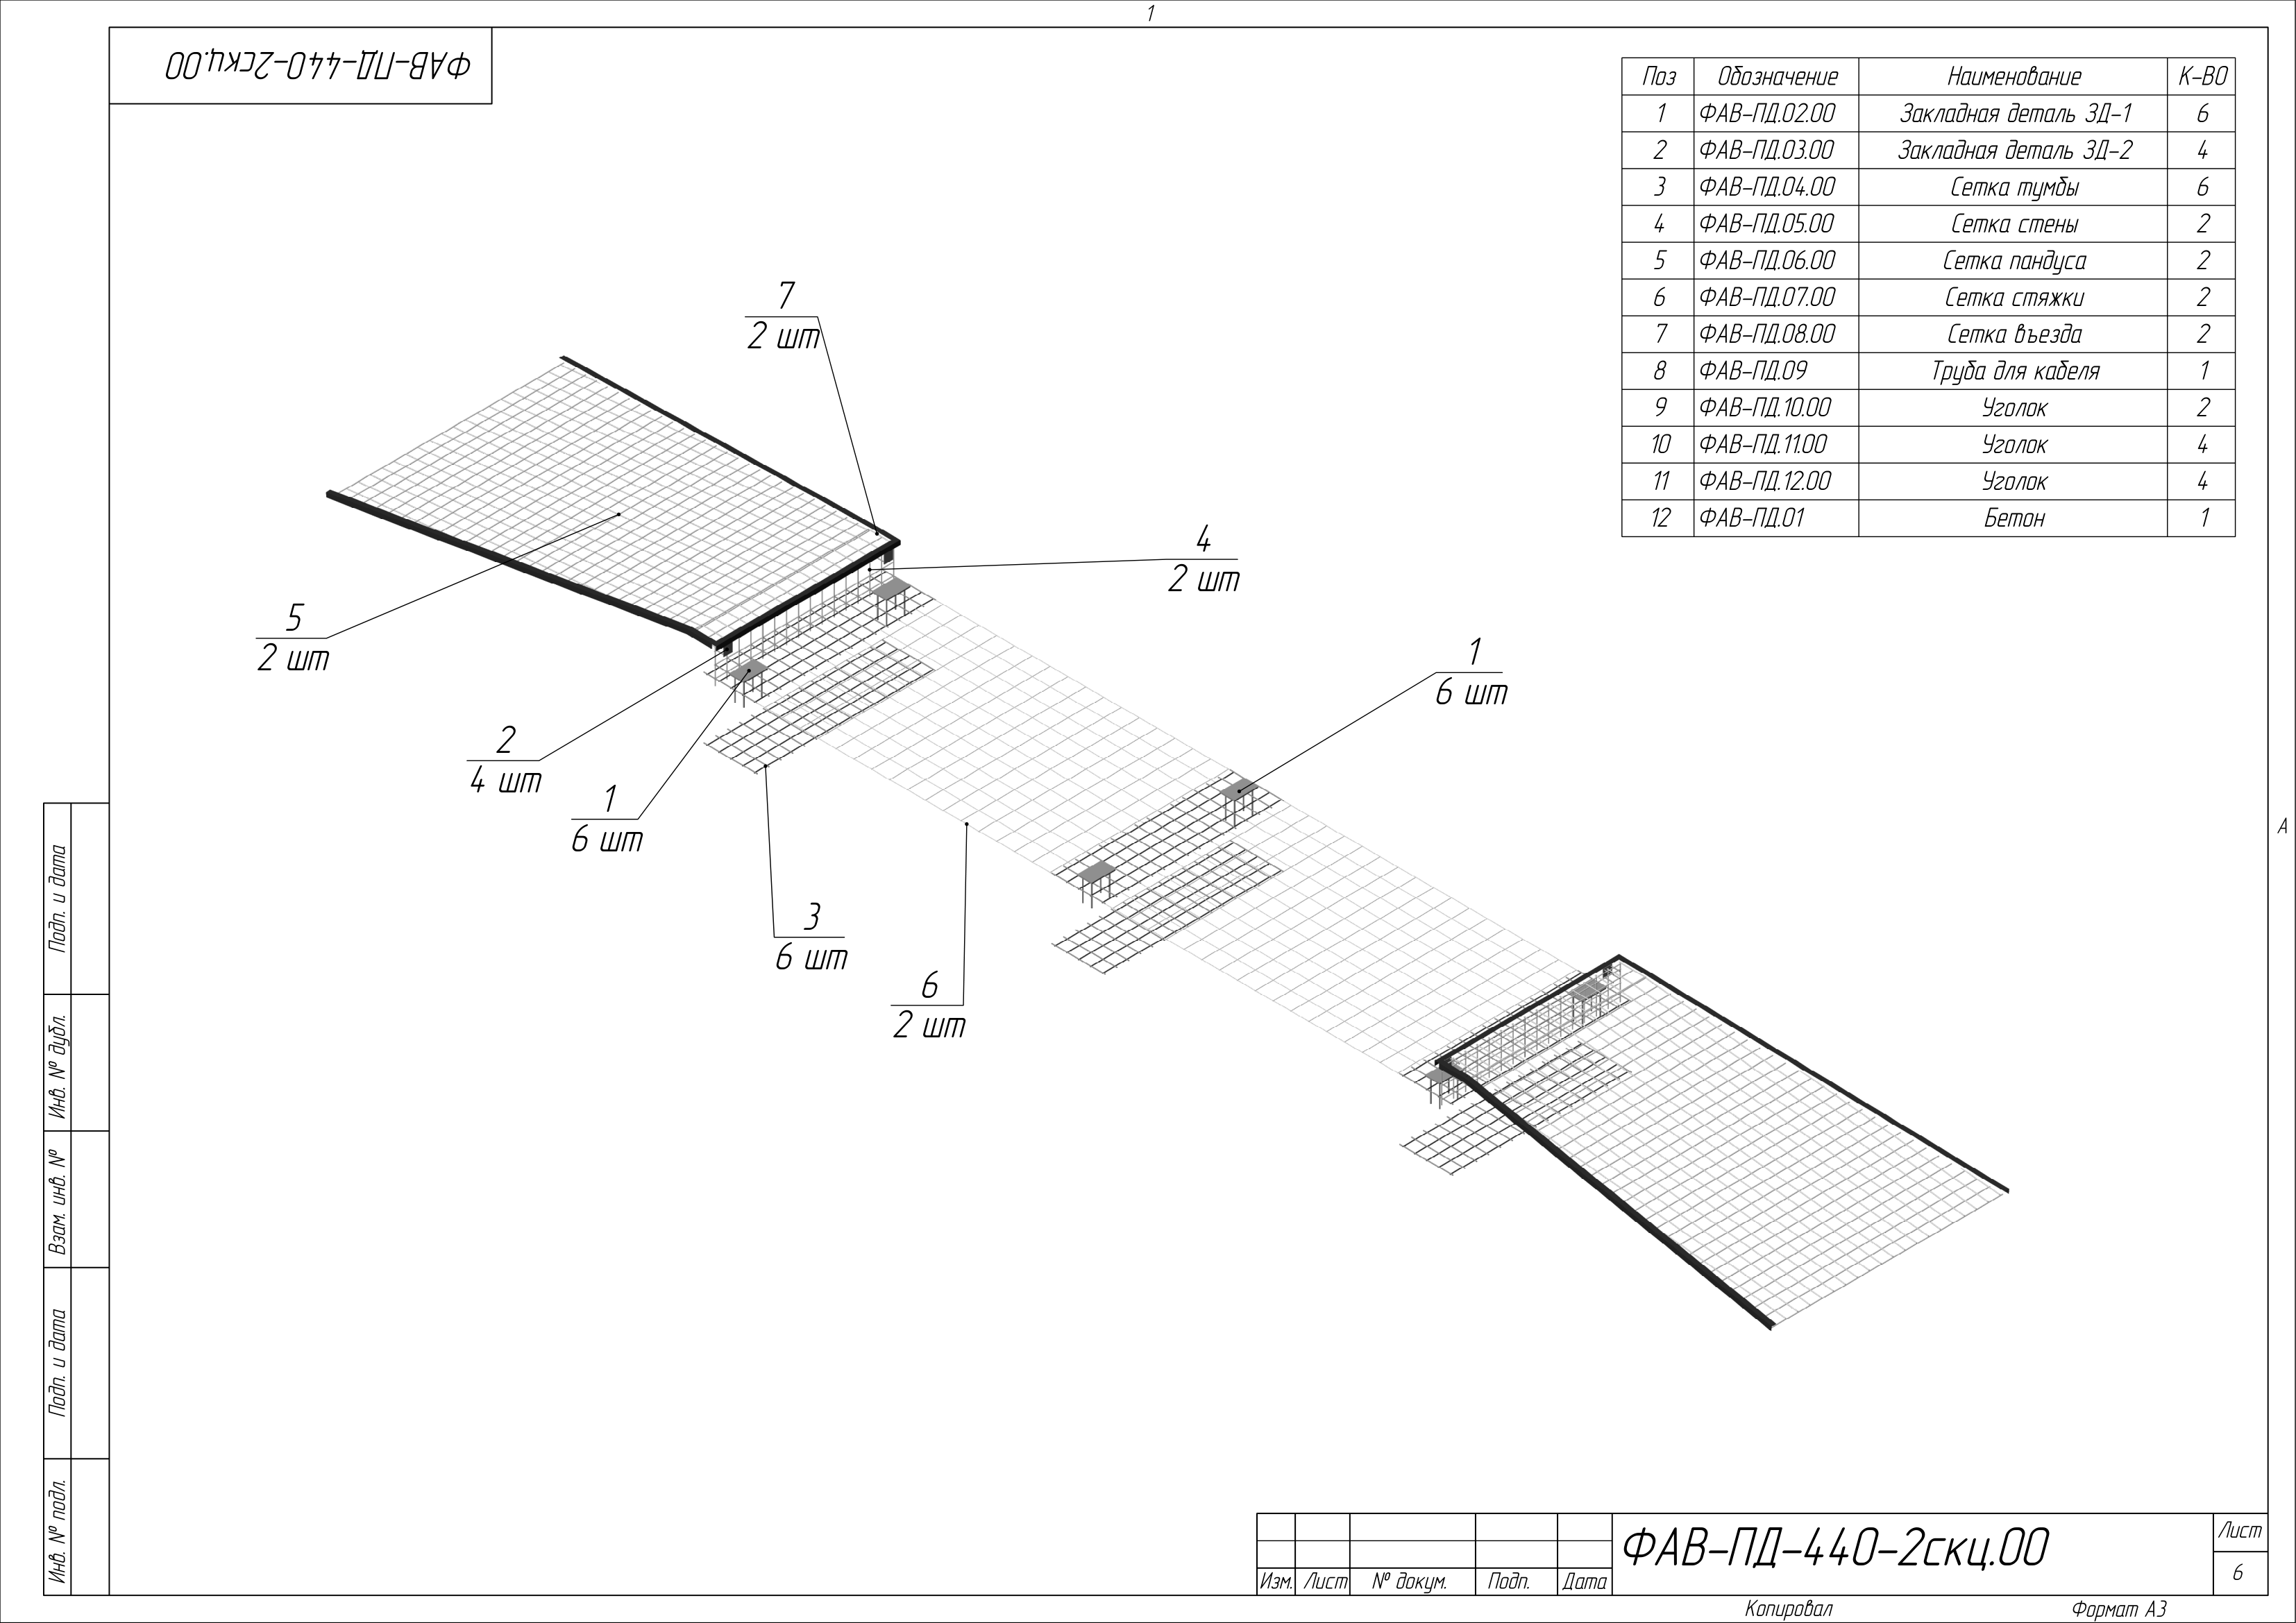 1
ФАВ-ПД-440-2скц.00
Поз Обозначение Наименование К-ВО
1 ФАВ-ПД.02.00 Закладная деталь ЗД-1 6
2 ФАВ-ПД.03.00 Закладная деталь ЗД-2 4
3 ФАВ-ПД.04.00 Сетка тумбы 6
4 ФАВ-ПД.05.00 Сетка стены 2
5 ФАВ-ПД.06.00 Сетка пандуса 2
6 ФАВ-ПД.07.00 Сетка стяжки 2
7 ФАВ-ПД.08.00 Сетка въезда 2
8 ФАВ-ПД.09 Труба для кабеля 1
9 ФАВ-ПД.10.00 Уголок 2
10 ФАВ-ПД.11.00 Уголок 4
11 ФАВ-ПД.12.00 Уголок 4
12 ФАВ-ПД.01 Бетон 1
7
2 шт
4
2 шт
5
2 шт
1
6 шт
2
4 шт
1
6 шт
3
6 шт
6
2 шт
А
Подп. и дата
Инв. № дубл.
Взам. инв. №
Подп. и дата
Инв. № подл.
Изм. Лист № докум. Подп. Дата
ФАВ-ПД-440-2скц.00
Лист
6
Копировал Формат А3